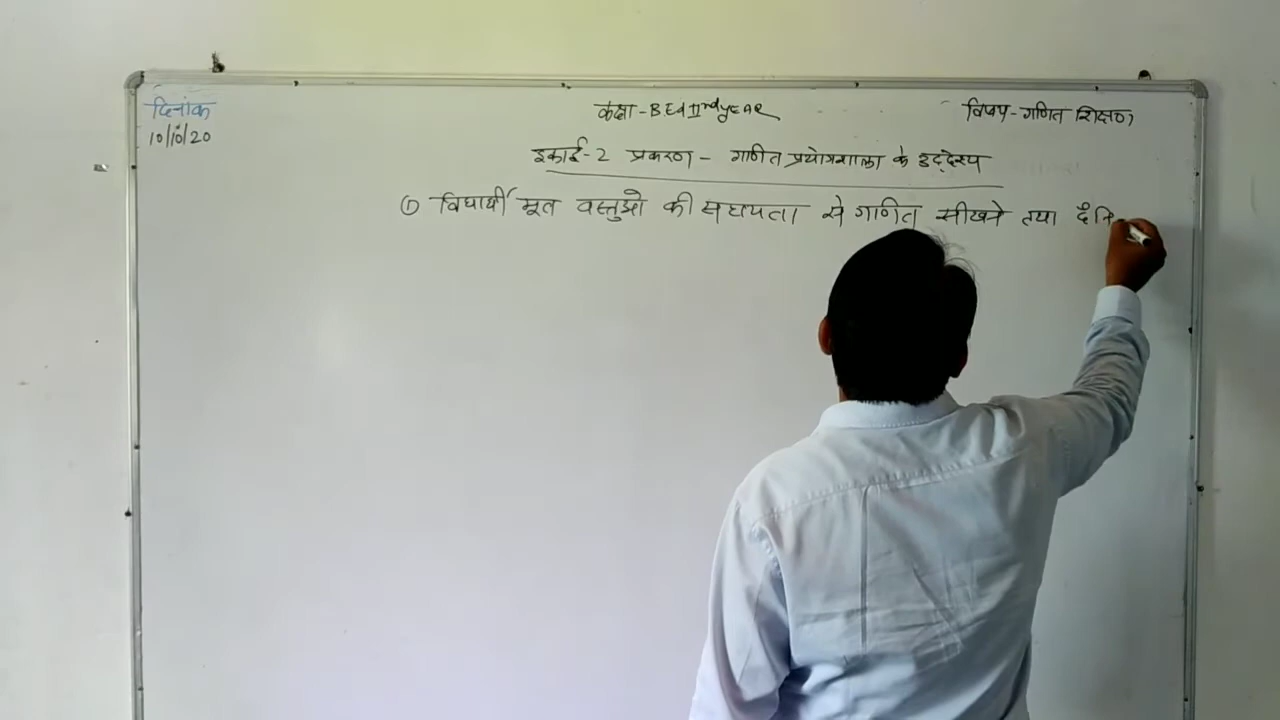 दिनांक
10/10/20
कक्षा - BEd IInd YEAR
विषय - गणित शिक्षण
इकाई-2 प्रकरण - गणित प्रयोगशाला के उद्देश्य
① विद्यार्थी मूर्त वस्तुओ की सहायता से गणित सीखने तथा दैनि